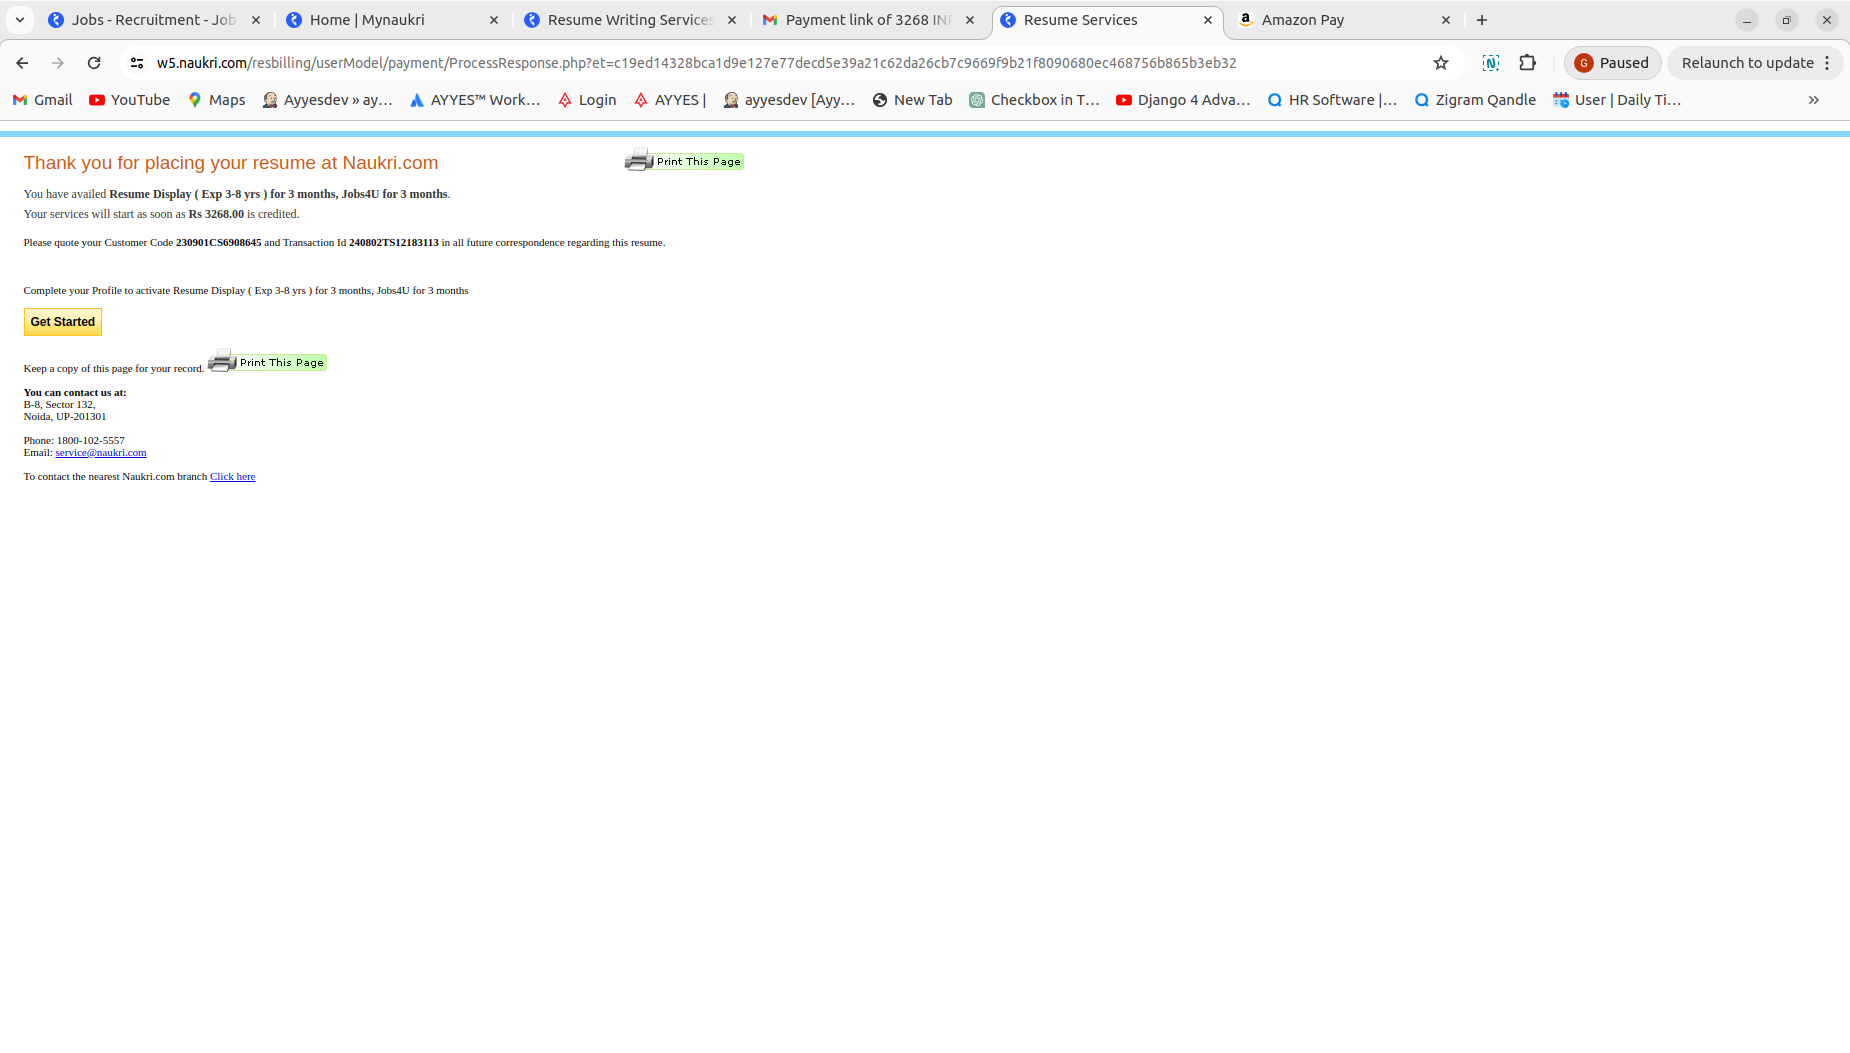 Jobs - Recruitment - Job
Home | Mynaukri
Resume Writing Services
Payment link of 3268 INR
Resume Services
Amazon Pay
w5.naukri.com/resbilling/userModel/payment/ProcessResponse.php?et=c19ed14328bca1d9e127e77decd5e39a21c62da26cb7c9669f9b21f8090680ec468756b865b3eb32
G Paused
Relaunch to update
Gmail
YouTube
Maps
Ayyesdev » ay...
AYYES™ Work...
Login
AYYES |
ayyesdev [Ayy...
New Tab
Checkbox in T...
Django 4 Adva...
HR Software |...
Zigram Qandle
User | Daily Ti...
Thank you for placing your resume at Naukri.com
Print This Page
You have availed Resume Display ( Exp 3-8 yrs ) for 3 months, Jobs4U for 3 months.
Your services will start as soon as Rs 3268.00 is credited.
Please quote your Customer Code 230901CS6908645 and Transaction Id 240802TS12183113 in all future correspondence regarding this resume.
Complete your Profile to activate Resume Display ( Exp 3-8 yrs ) for 3 months, Jobs4U for 3 months
Get Started
Keep a copy of this page for your record. Print This Page
You can contact us at:
B-8, Sector 132,
Noida, UP-201301
Phone: 1800-102-5557
Email: service@naukri.com
To contact the nearest Naukri.com branch Click here